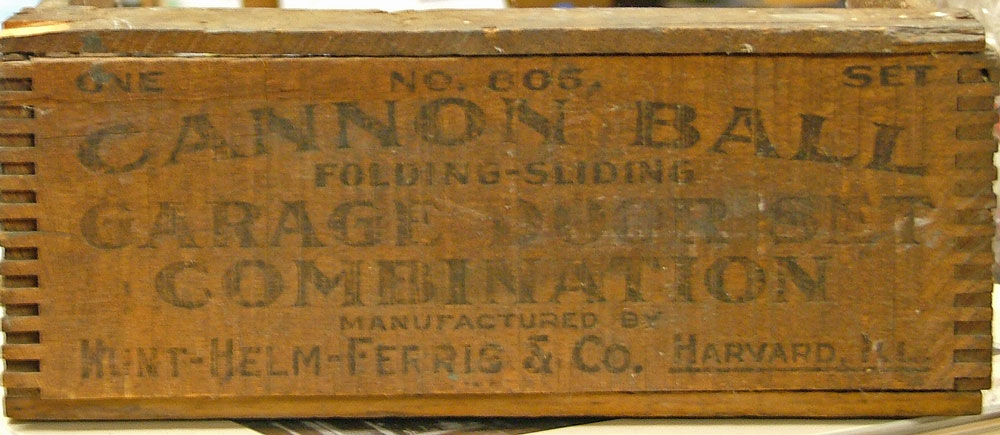 ONE NO. 605. SET
CANNON BALL
FOLDING-SLIDING
GARAGE DOOR SET
COMBINATION
MANUFACTURED BY
HUNT-HELM-FERRIS & CO. HARVARD, ILL.